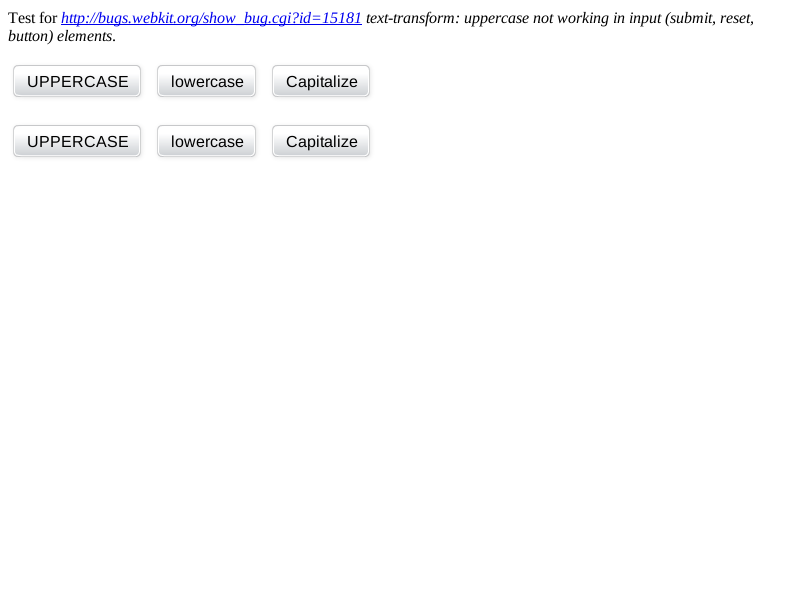 Test for http://bugs.webkit.org/show_bug.cgi?id=15181 text-transform: uppercase not working in input (submit, reset,
button) elements.
UPPERCASE lowercase Capitalize
UPPERCASE lowercase Capitalize